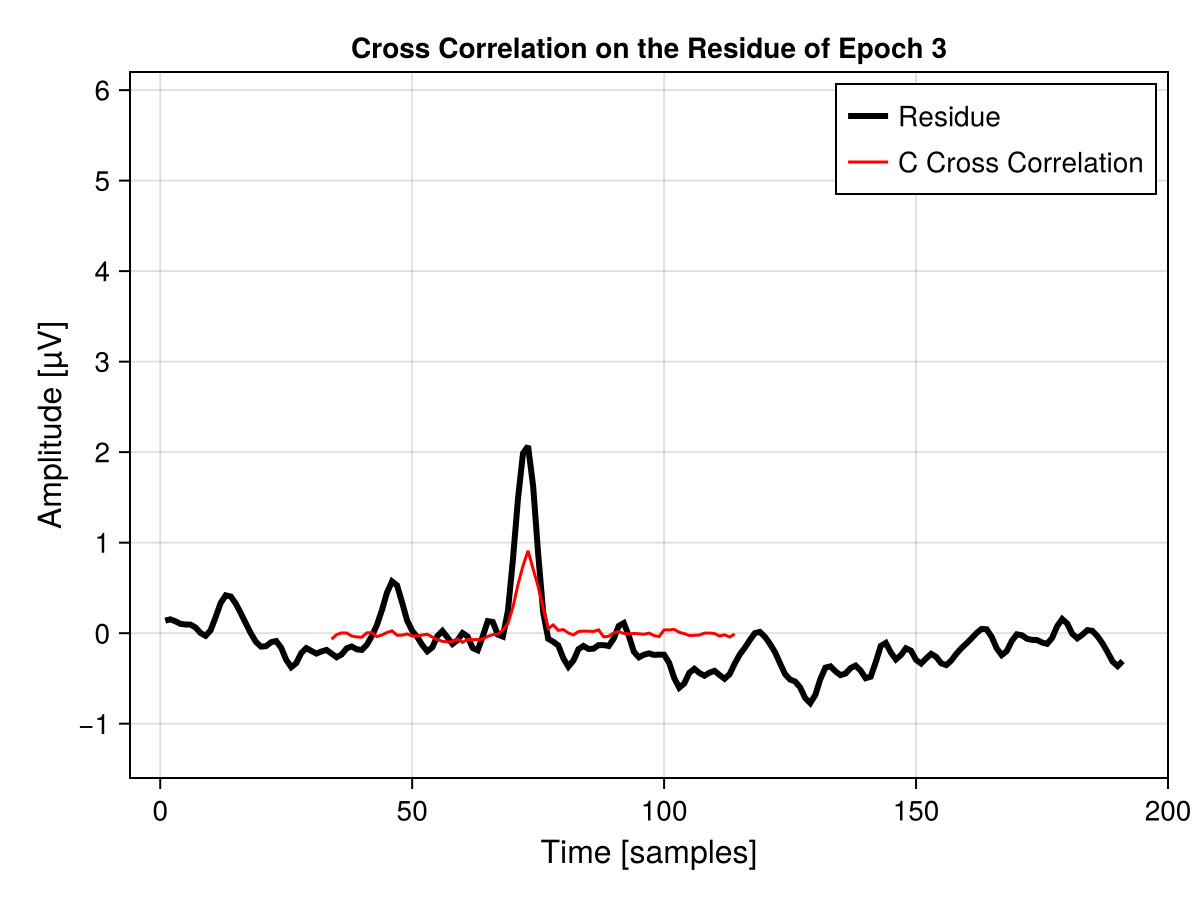 Cross Correlation on the Residue of Epoch 3
6
5
4
3
2
1
0
−1
Amplitude [µV]
Residue
C Cross Correlation
0 50 100 150 200
Time [samples]